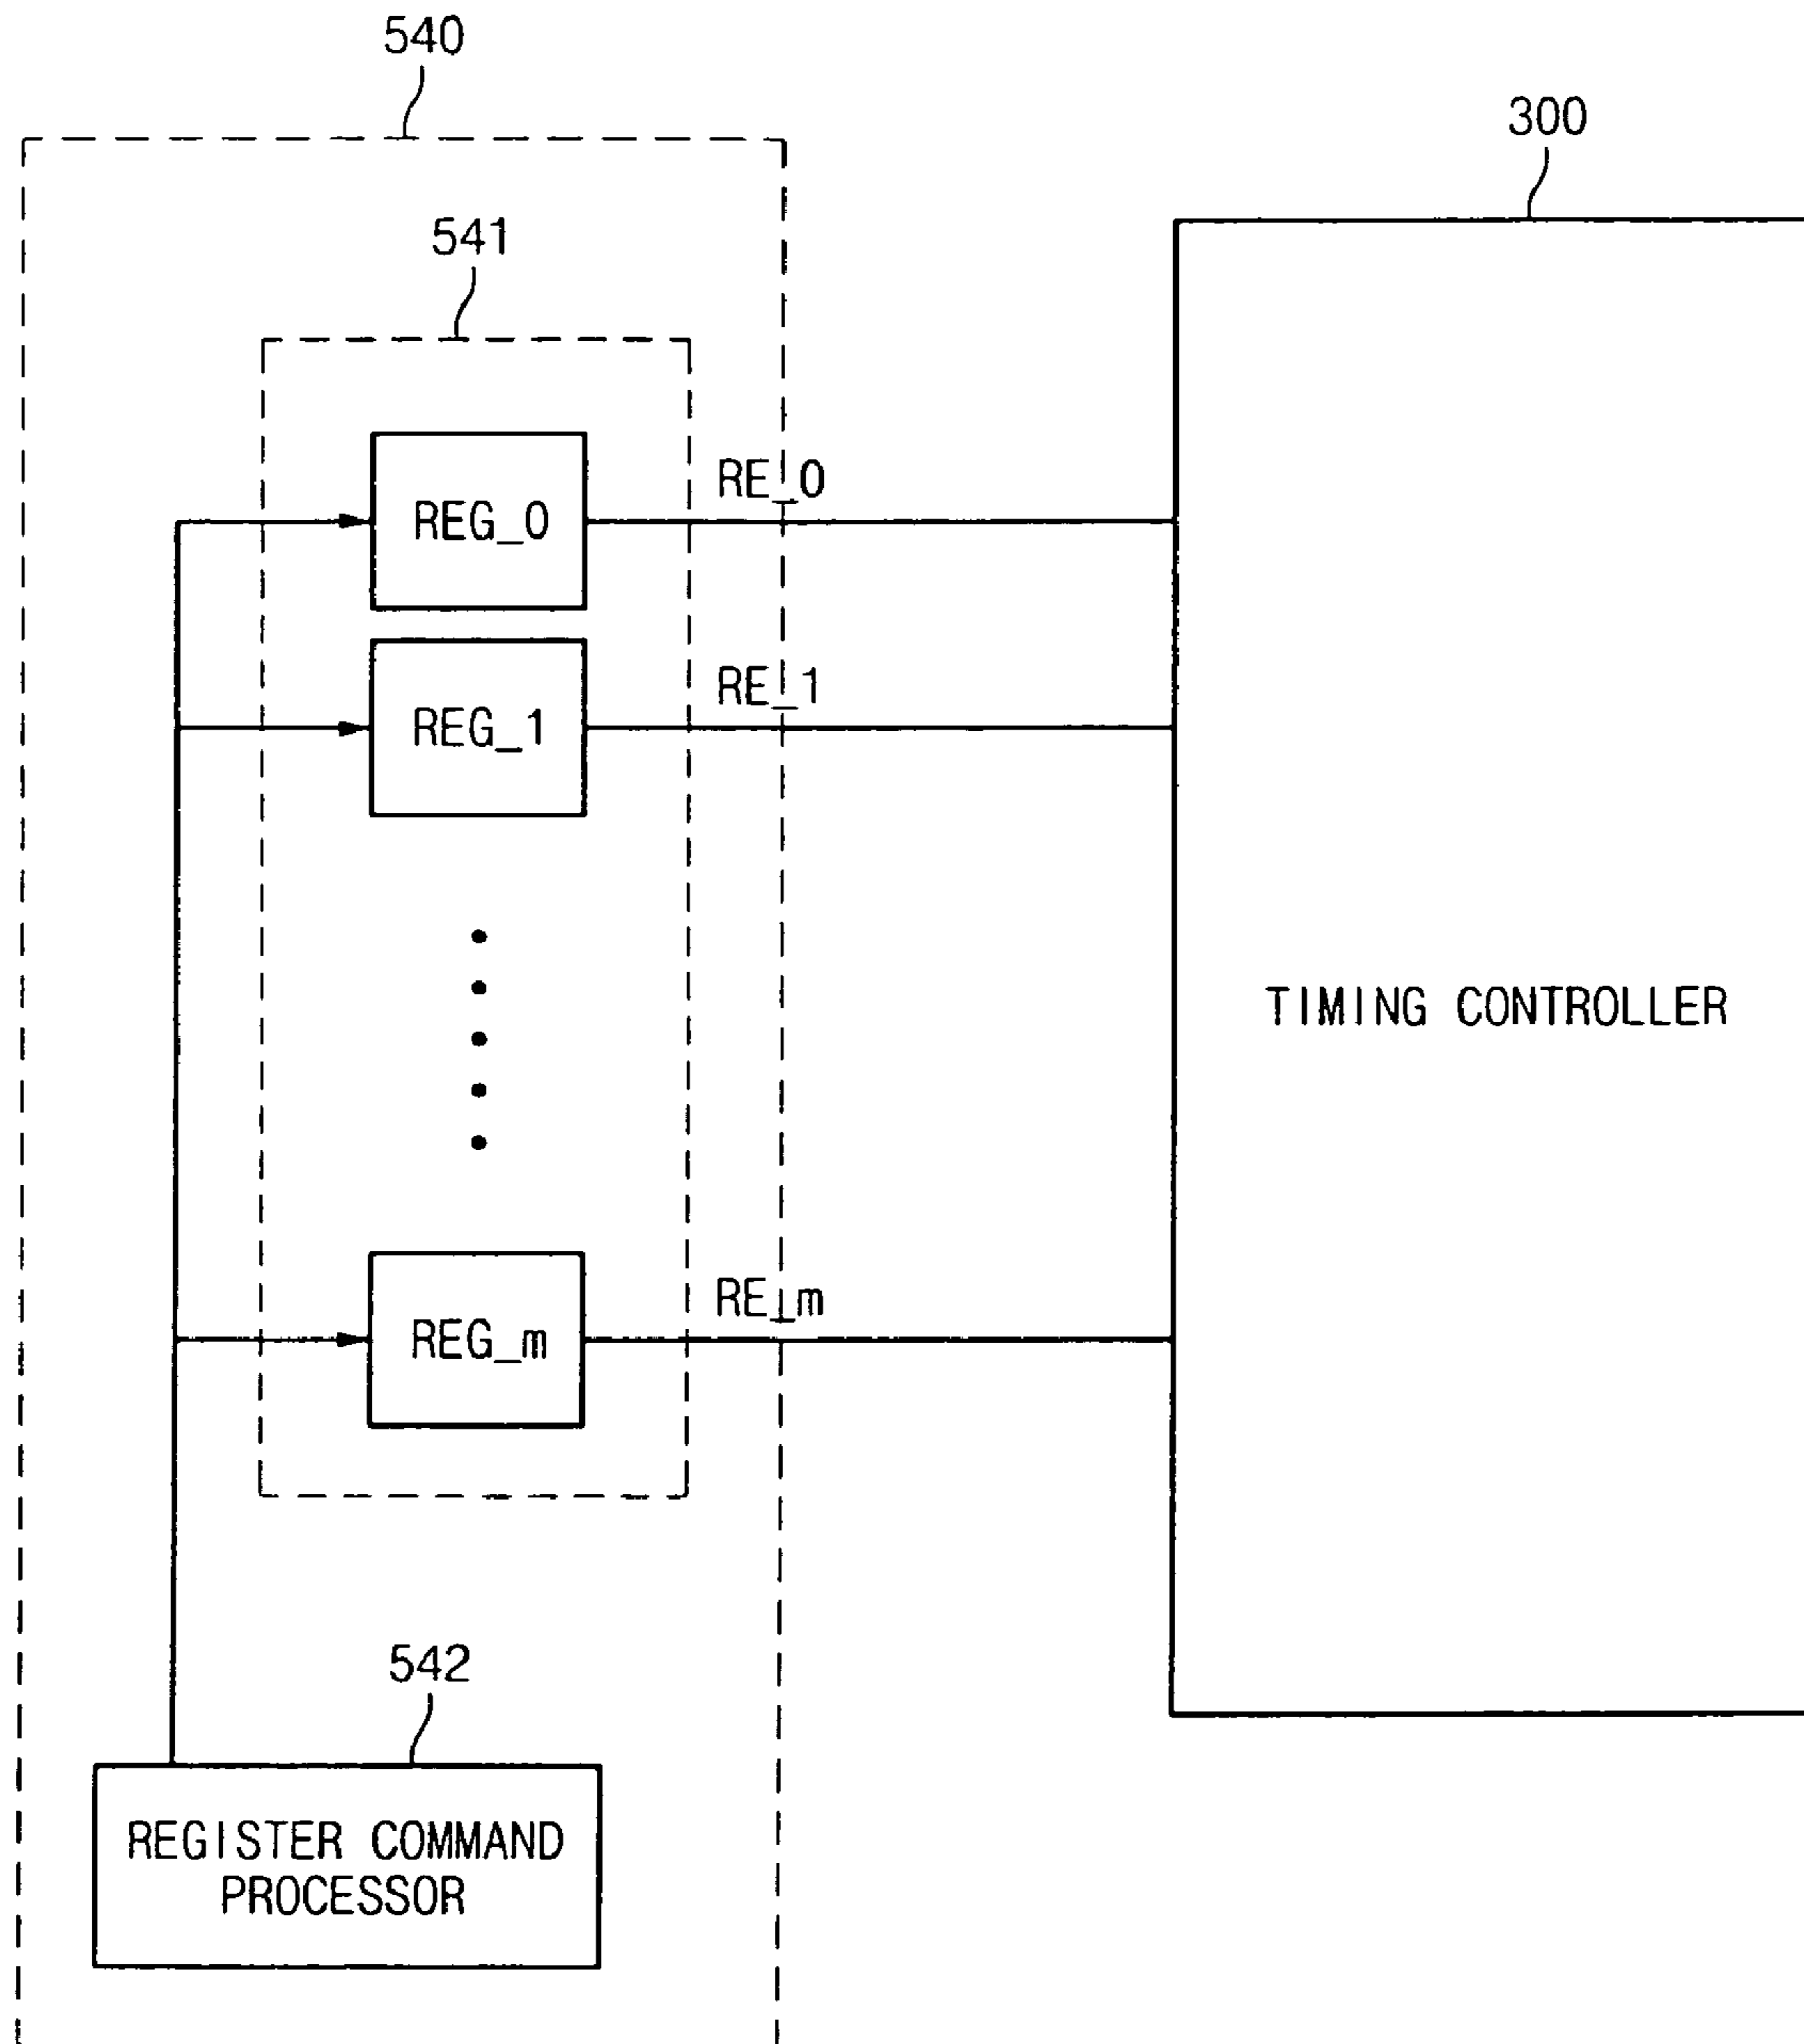 540
300
541
RE_0
REG_0
RE_1
REG_1
TIMING CONTROLLER
RE_m
REG_m
542
REGISTER COMMAND
PROCESSOR